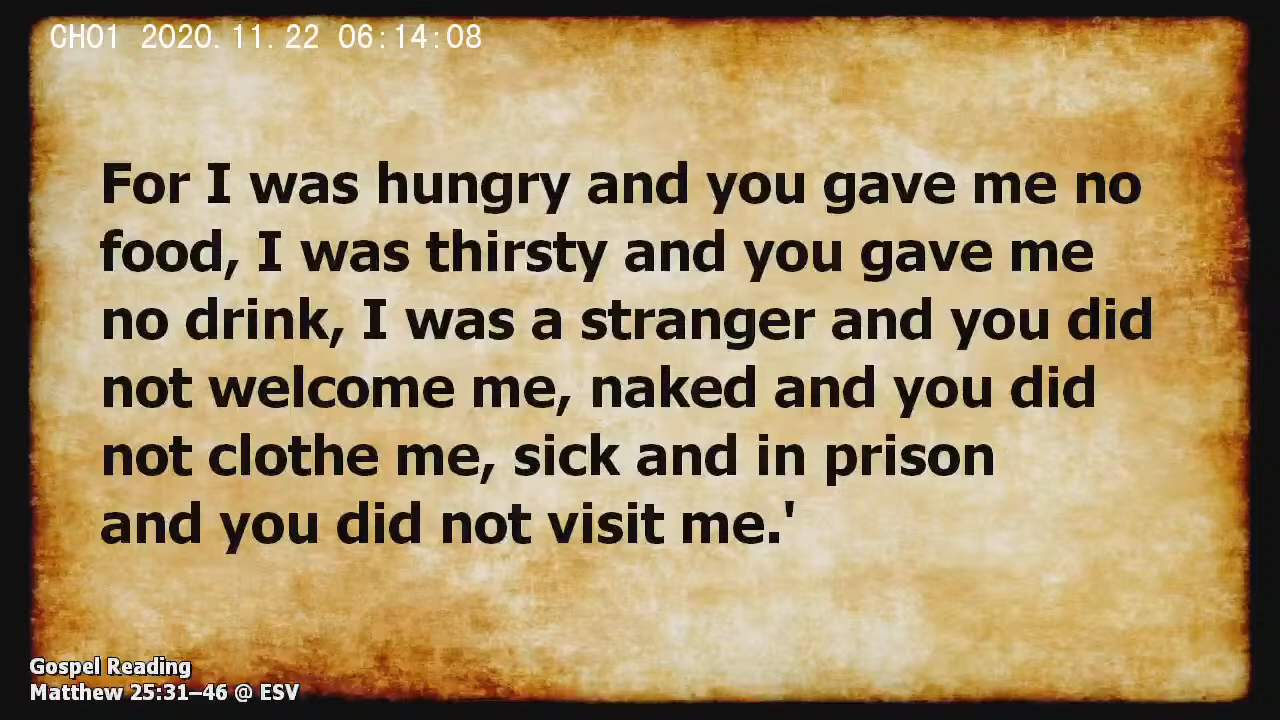 CH01 2020.11.22 06:14:08
For I was hungry and you gave me no
food, I was thirsty and you gave me
no drink, I was a stranger and you did
not welcome me, naked and you did
not clothe me, sick and in prison
and you did not visit me.'
Gospel Reading
Matthew 25:31–46 @ ESV